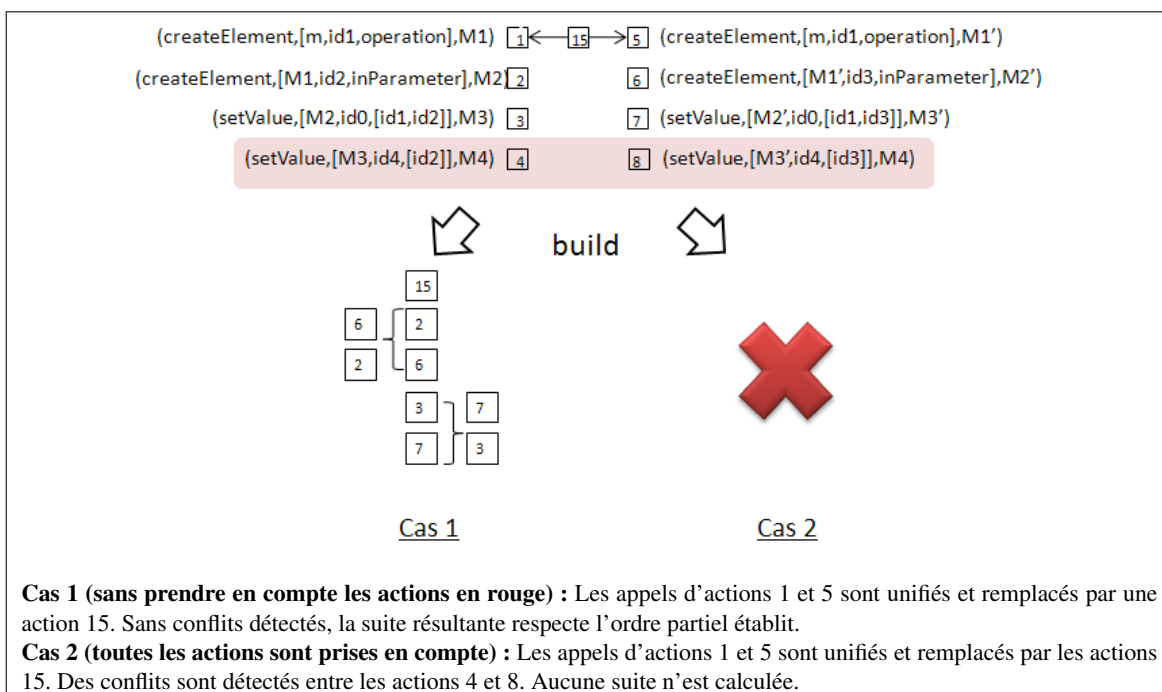 (createElement,[m,id1,operation],M1) 1 15 5 (createElement,[m,id1,operation],M1')
(createElement,[M1,id2,inParameter],M2) 2 6 (createElement,[M1',id3,inParameter],M2')
(setValue,[M2,id0,[id1,id2]],M3) 3 7 (setValue,[M2',id0,[id1,id3]],M3')
(setValue,[M3,id4,[id2]],M4) 4 8 (setValue,[M3',id4,[id3]],M4)
build
15
6 2
2 6
3 7
7 3
Cas 1 Cas 2
Cas 1 (sans prendre en compte les actions en rouge) : Les appels d'actions 1 et 5 sont unifiés et remplacés par une
action 15. Sans conflits détectés, la suite résultante respecte l'ordre partiel établit.
Cas 2 (toutes les actions sont prises en compte) : Les appels d'actions 1 et 5 sont unifiés et remplacés par les actions
15. Des conflits sont détectés entre les actions 4 et 8. Aucune suite n'est calculée.